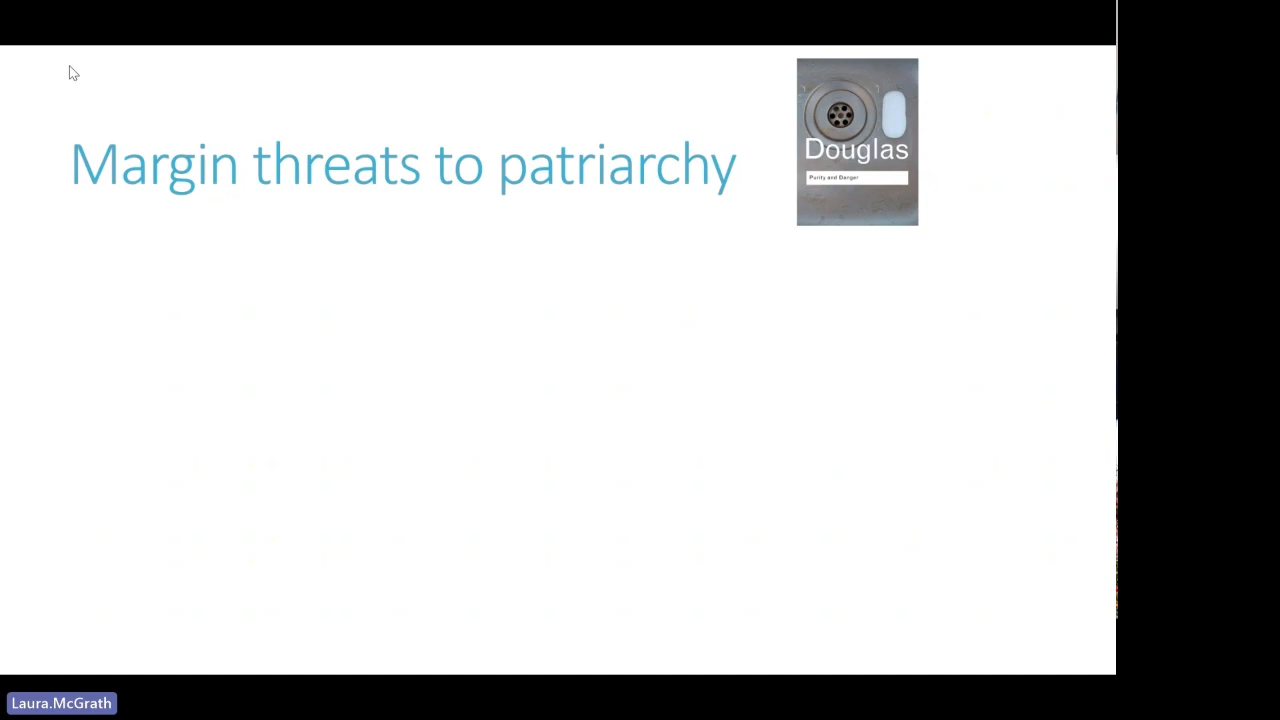 Margin threats to patriarchy
Douglas
Purity and Danger
Laura.McGrath